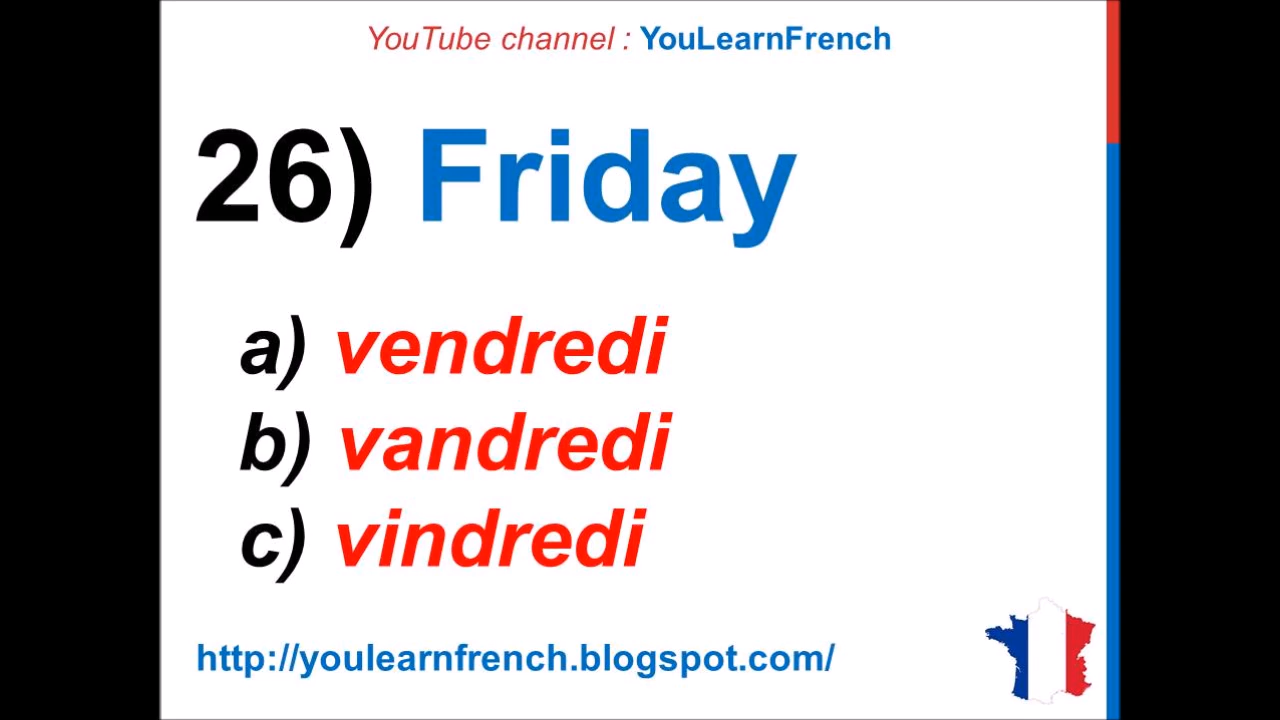 YouTube channel : YouLearnFrench
26) Friday
a) vendredi
b) vandredi
c) vindredi
http://youlearnfrench.blogspot.com/